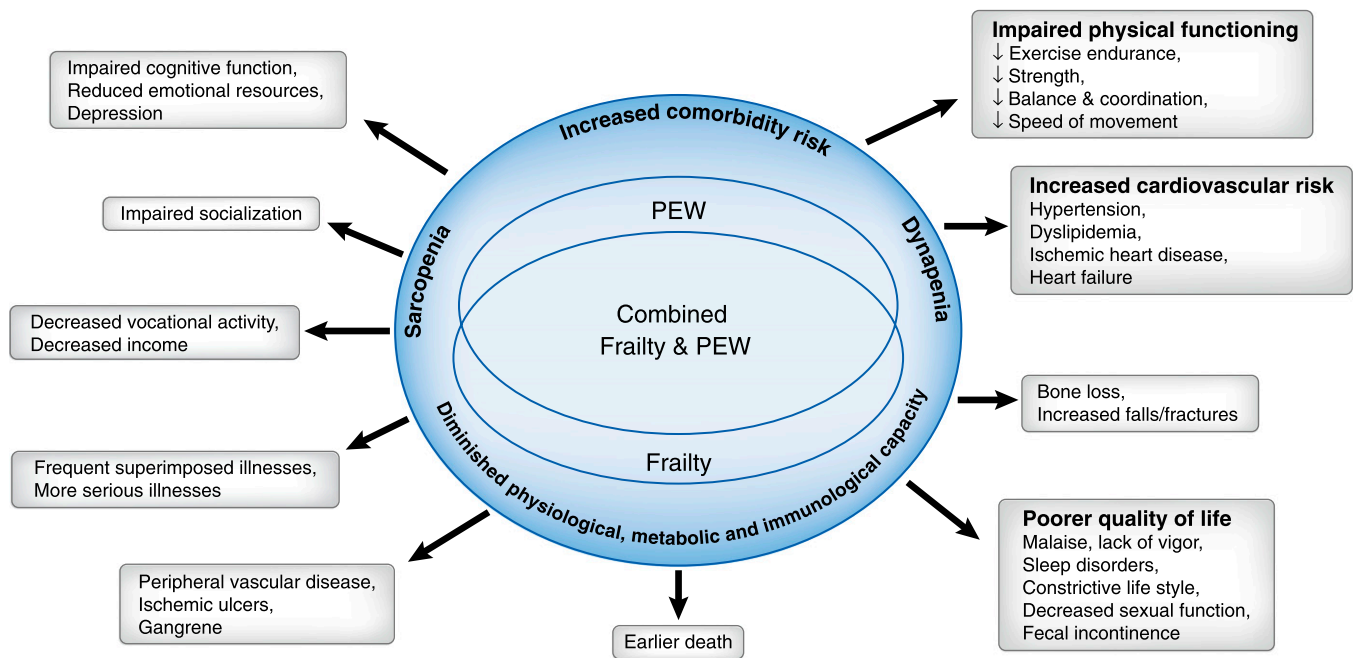 Impaired cognitive function,
Reduced emotional resources,
Depression
Impaired socialization
Decreased vocational activity,
Decreased income
Frequent superimposed illnesses,
More serious illnesses
Peripheral vascular disease,
Ischemic ulcers,
Gangrene
Increased comorbidity risk
Sarcopenia
Dynapenia
PEW
Combined
Frailty & PEW
Frailty
Diminished physiological, metabolic and immunological capacity
Earlier death
Impaired physical functioning
↓ Exercise endurance,
↓ Strength,
↓ Balance & coordination,
↓ Speed of movement
Increased cardiovascular risk
Hypertension,
Dyslipidemia,
Ischemic heart disease,
Heart failure
Bone loss,
Increased falls/fractures
Poorer quality of life
Malaise, lack of vigor,
Sleep disorders,
Constrictive life style,
Decreased sexual function,
Fecal incontinence